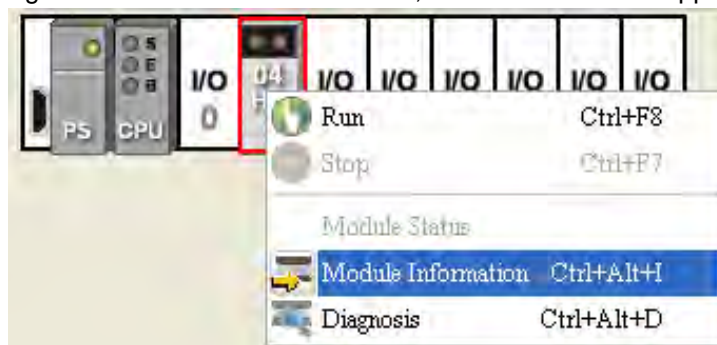 PS
CPU
S
E
B
I/O
0
04
H
I/O I/O I/O I/O I/O I/O
Run Ctrl+F8
Stop Ctrl+F7
Module Status
Module Information Ctrl+Alt+I
Diagnosis Ctrl+Alt+D